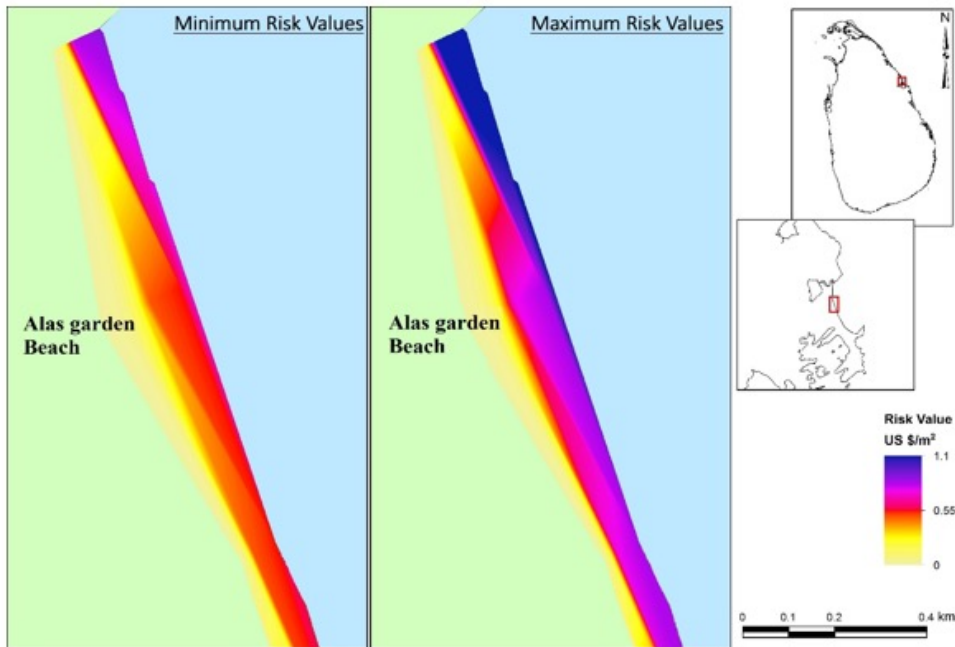 Minimum Risk Values
Maximum Risk Values
N
Alas garden
Beach
Alas garden
Beach
Risk Value
US $/m²
1.1
0.55
0
0 0.1 0.2 0.4
km